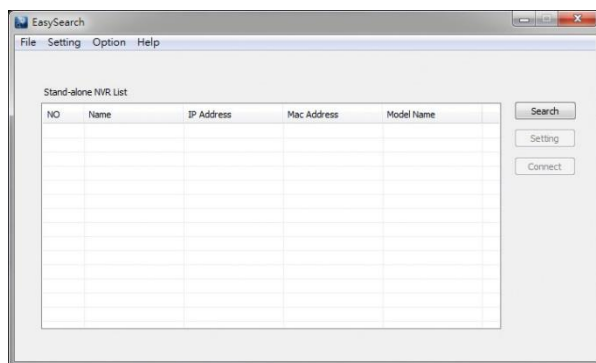 EasySearch
File Setting Option Help
Stand-alone NVR List
NO Name IP Address Mac Address Model Name
Search
Setting
Connect